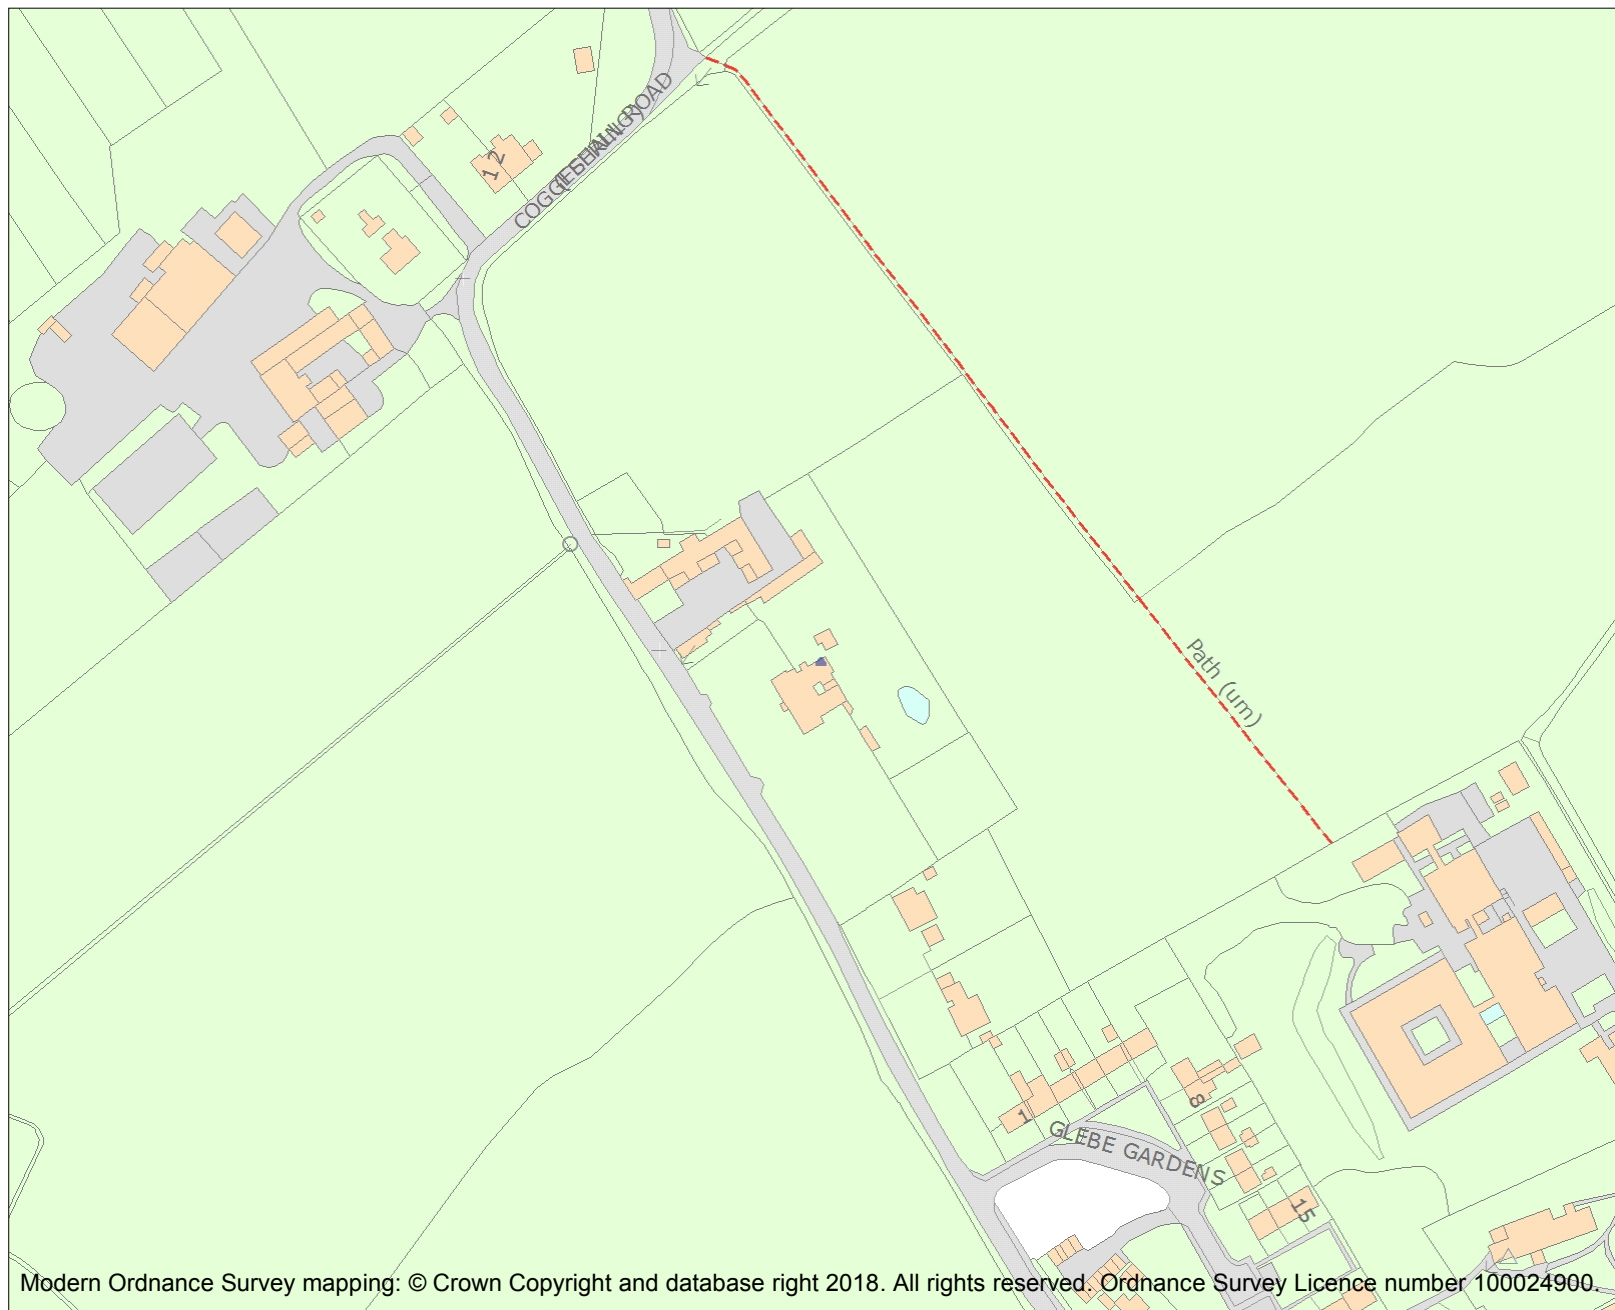 COGGESHALL ROAD
12
Path (um)
1
8
GLEBE GARDENS
15
Modern Ordnance Survey mapping: © Crown Copyright and database right 2018. All rights reserved. Ordnance Survey Licence number 100024900.